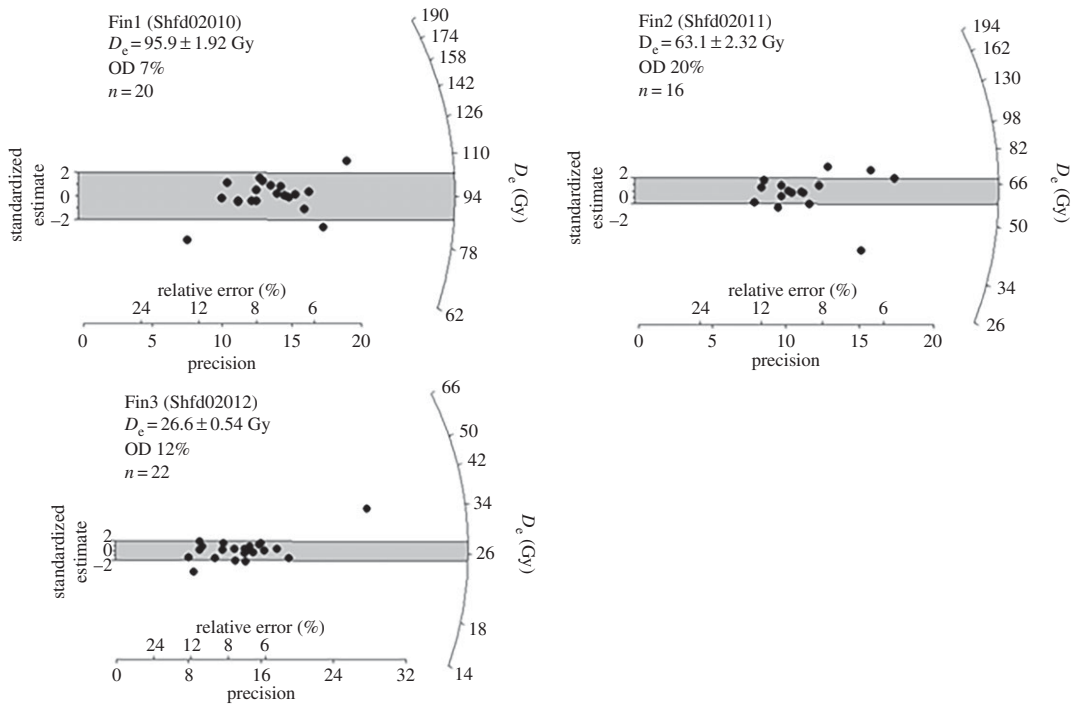 Fin1 (Shfd02010)
De = 95.9 ± 1.92 Gy
OD 7%
n = 20
190
174
158
142
126
110
94
78
62
De (Gy)
standardized
estimate
2
0
−2
relative error (%)
24 12 8 6
0 5 10 15 20
precision
Fin2 (Shfd02011)
De = 63.1 ± 2.32 Gy
OD 20%
n = 16
194
162
130
98
82
66
50
34
26
De (Gy)
standardized
estimate
2
0
−2
relative error (%)
24 12 8 6
0 5 10 15 20
precision
Fin3 (Shfd02012)
De = 26.6 ± 0.54 Gy
OD 12%
n = 22
66
50
42
34
26
18
14
De (Gy)
standardized
estimate
2
0
−2
relative error (%)
24 12 8 6
0 8 16 24 32
precision